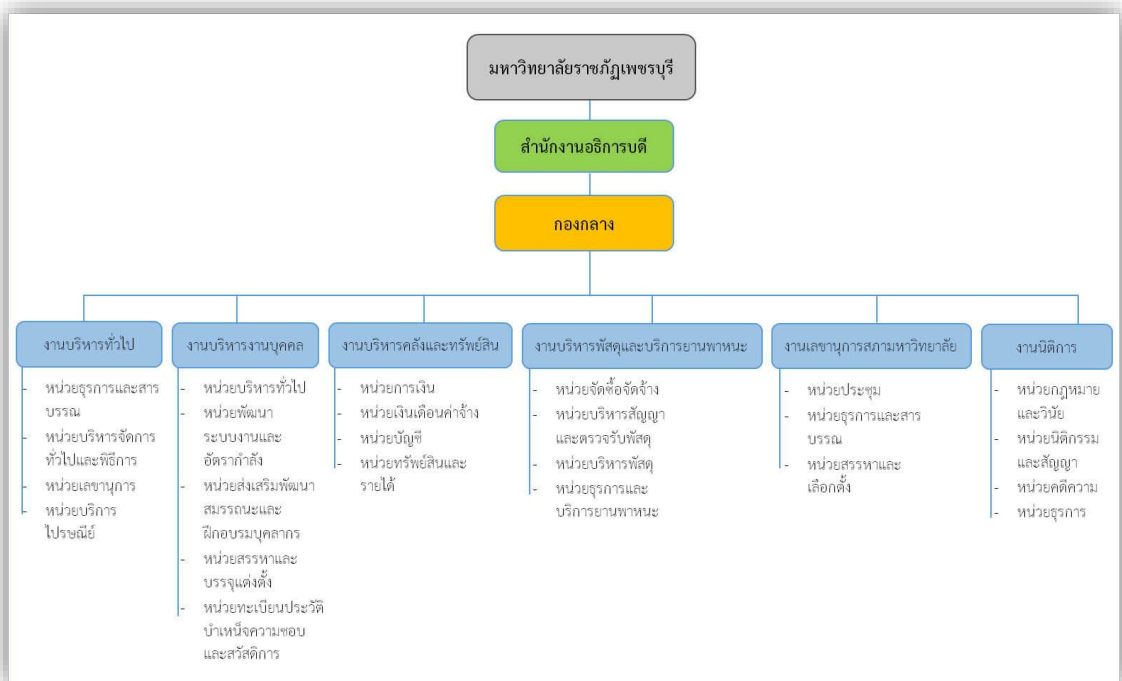 มหาวิทยาลัยราชภัฏเพชรบุรี
สำนักงานอธิการบดี
กองกลาง
งานบริหารทั่วไป
- หน่วยธุรการและสาร
บรรณ
- หน่วยบริหารจัดการ
ทั่วไปและพิธีการ
- หน่วยเลขานุการ
- หน่วยบริการ
ไปรษณีย์
งานบริหารงานบุคคล
- หน่วยบริหารทั่วไป
- หน่วยพัฒนา
ระบบงานและ
อัตรากำลัง
- หน่วยส่งเสริมพัฒนา
สมรรถนะและ
ฝึกอบรมบุคลากร
- หน่วยสรรหาและ
บรรจุแต่งตั้ง
- หน่วยทะเบียนประวัติ
บำเหน็จความชอบ
และสวัสดิการ
งานบริหารคลังและทรัพย์สิน
- หน่วยการเงิน
- หน่วยเงินเดือนค่าจ้าง
- หน่วยบัญชี
- หน่วยทรัพย์สินและ
รายได้
งานบริหารพัสดุและบริการยานพาหนะ
- หน่วยจัดซื้อจัดจ้าง
- หน่วยบริหารสัญญา
และตรวจรับพัสดุ
- หน่วยบริหารพัสดุ
- หน่วยธุรการและ
บริการยานพาหนะ
งานเลขานุการสภามหาวิทยาลัย
- หน่วยประชุม
- หน่วยธุรการและสาร
บรรณ
- หน่วยสรรหาและ
เลือกตั้ง
งานนิติการ
- หน่วยกฎหมาย
และวินัย
- หน่วยนิติกรรม
และสัญญา
- หน่วยคดีความ
- หน่วยธุรการ